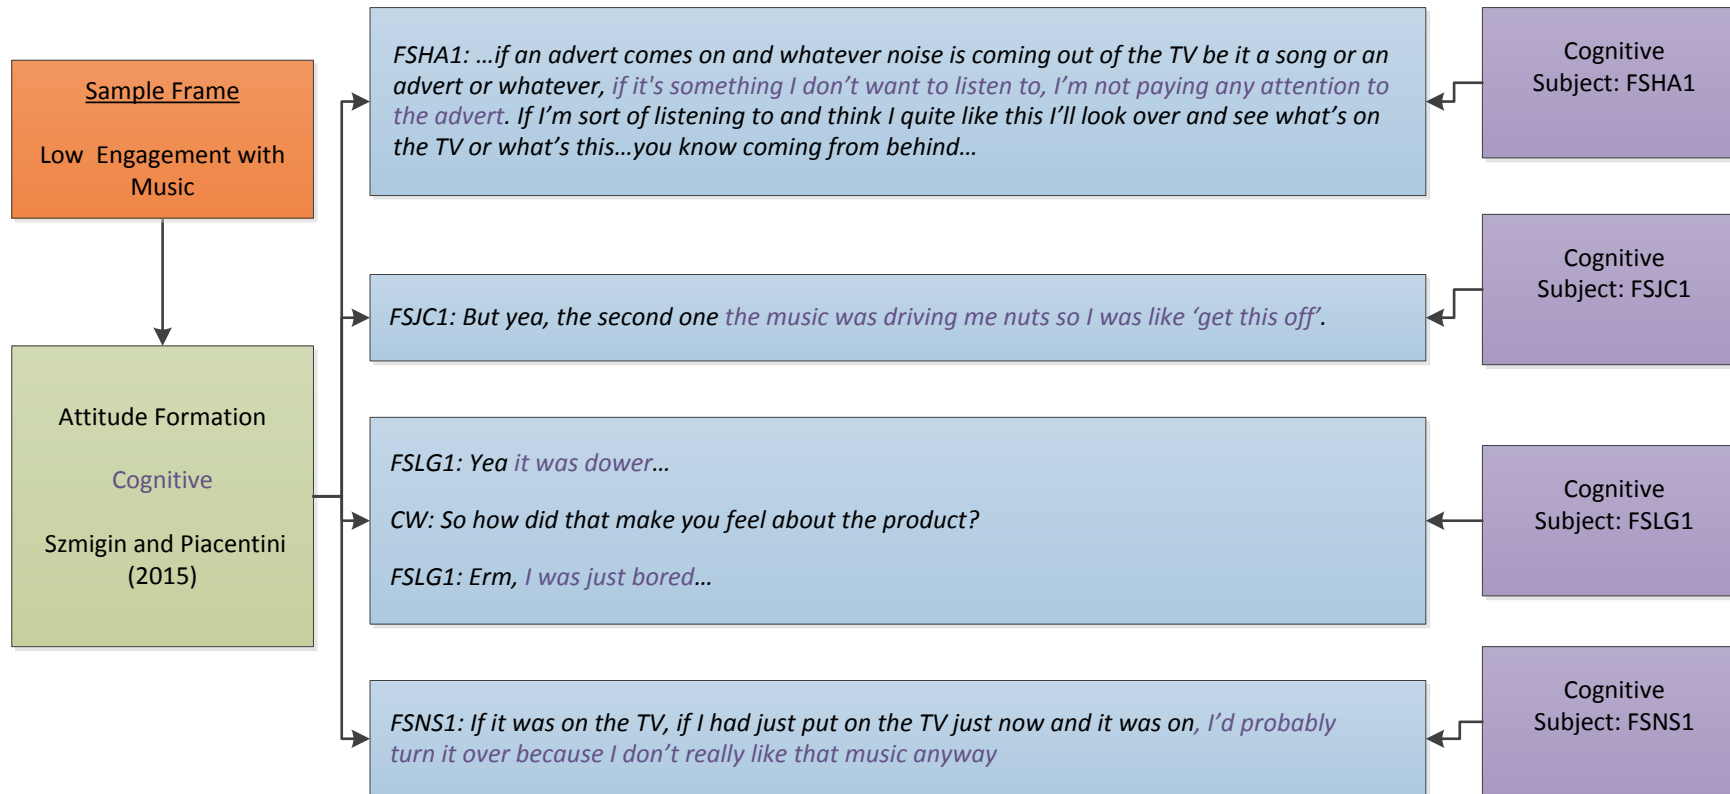 Sample Frame
Low  Engagement with
Music
Attitude Formation
Cognitive
Szmigin and Piacentini
(2015)
FSHA1: …if an advert comes on and whatever noise is coming out of the TV be it a song or an
advert or whatever, if it's something I don’t want to listen to, I’m not paying any attention to
the advert. If I’m sort of listening to and think I quite like this I’ll look over and see what’s on
the TV or what’s this…you know coming from behind…
Cognitive
Subject: FSHA1
FSJC1: But yea, the second one the music was driving me nuts so I was like ‘get this off’.
Cognitive
Subject: FSJC1
FSLG1: Yea it was dower…
CW: So how did that make you feel about the product?
FSLG1: Erm, I was just bored…
Cognitive
Subject: FSLG1
FSNS1: If it was on the TV, if I had just put on the TV just now and it was on, I’d probably
turn it over because I don’t really like that music anyway
Cognitive
Subject: FSNS1